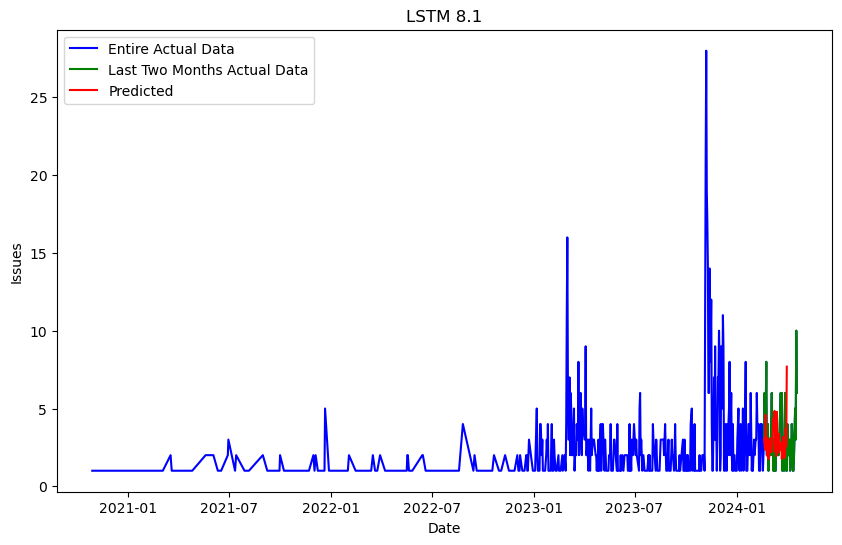 LSTM 8.1
Entire Actual Data
Last Two Months Actual Data
Predicted
25
20
15
10
5
0
Issues
2021-01
2021-07
2022-01
2022-07
2023-01
2023-07
2024-01
Date